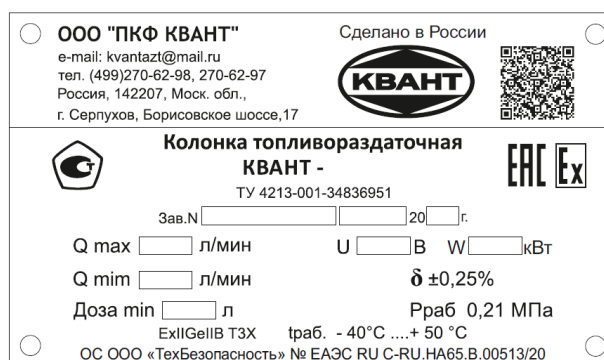 ООО "ПКФ КВАНТ"
e-mail: kvantazt@mail.ru
тел. (499)270-62-98, 270-62-97
Россия, 142207, Моск. обл.,
г. Серпухов, Борисовское шоссе,17
Сделано в России
КВАНТ
Колонка топливораздаточная
КВАНТ -
ТУ 4213-001-34836951
EAC Ex
Зав.N 20 г.
Q max л/мин U В W кВт
Q mim л/мин δ ±0,25%
Доза min л Рраб 0,21 МПа
ExIIGeIIB T3X tраб. - 40°C ....+ 50 °C
ОС ООО «ТехБезопасность» № ЕАЭС RU C-RU.НА65.В.00513/20